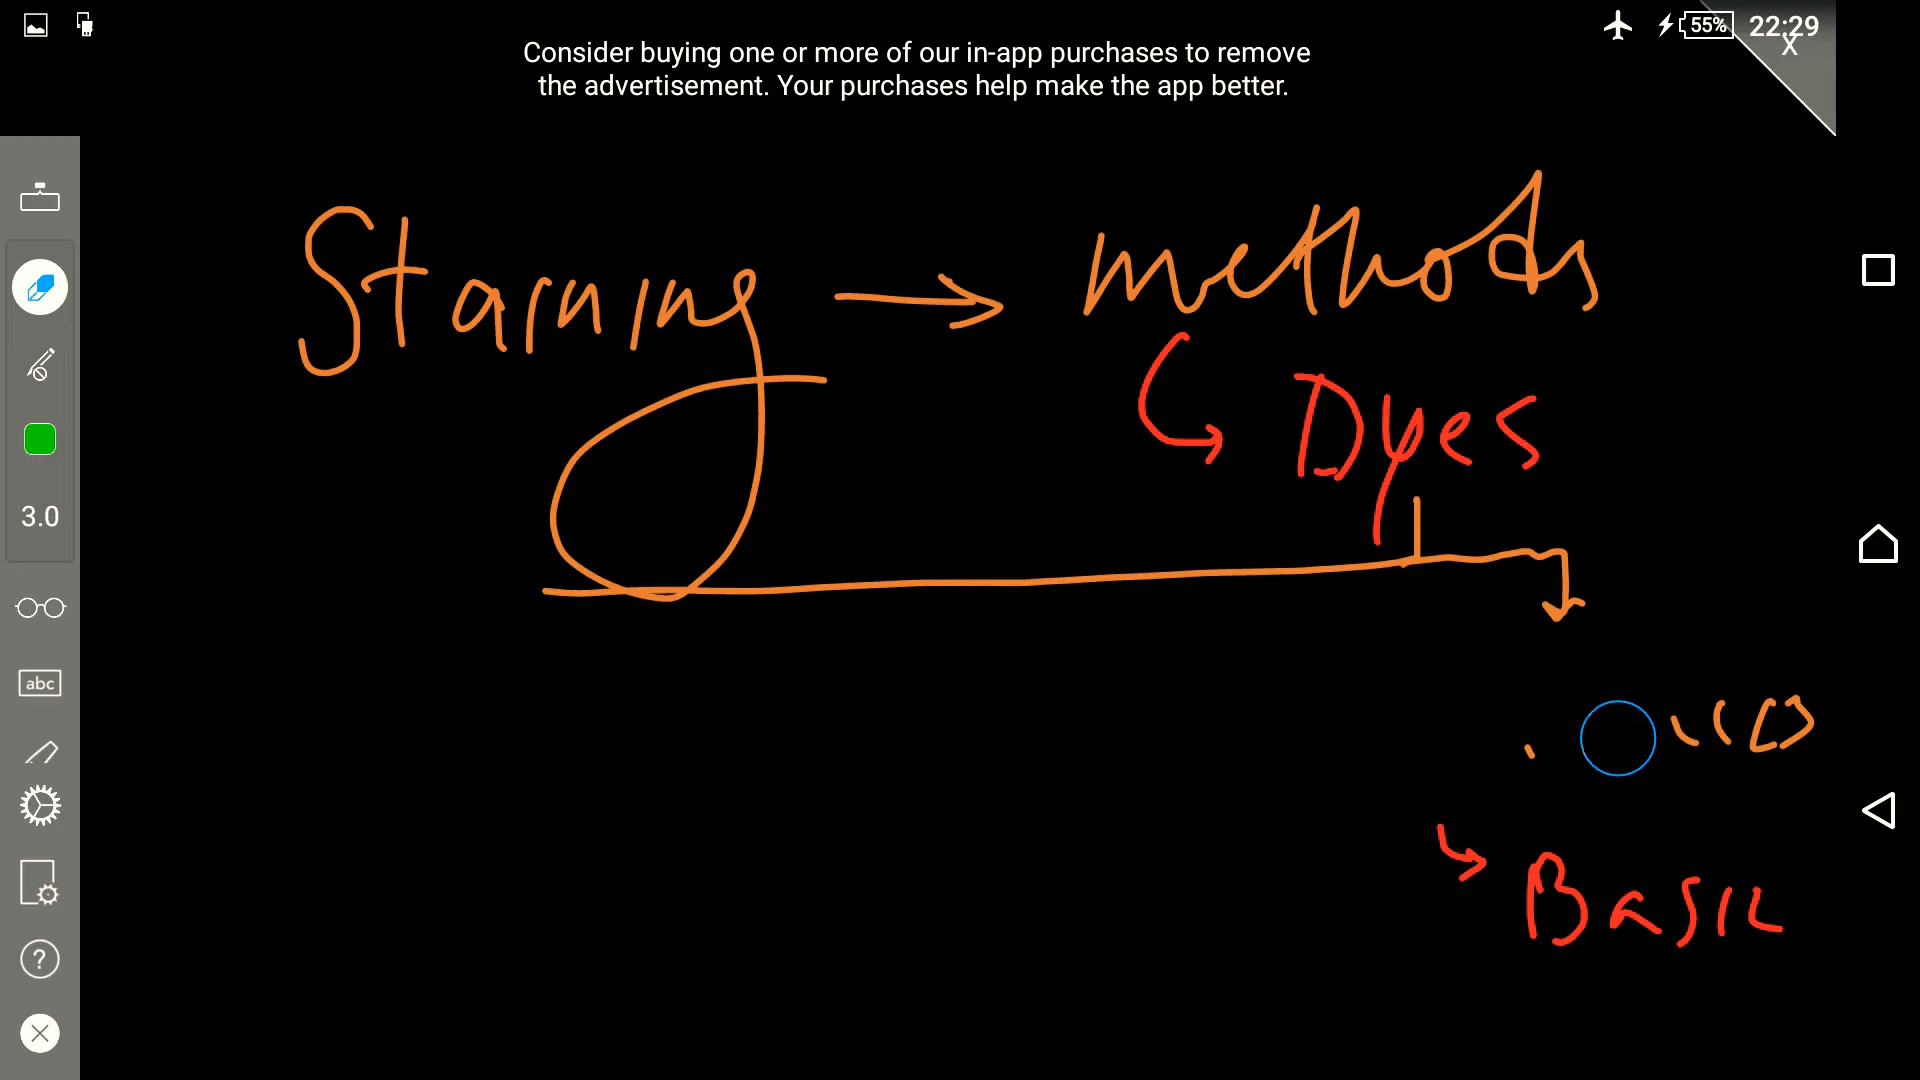 55% 22:29
Consider buying one or more of our in-app purchases to remove
the advertisement. Your purchases help make the app better.
X
Staining → methods
Dyes
3.0
abc
↳ Basic
?